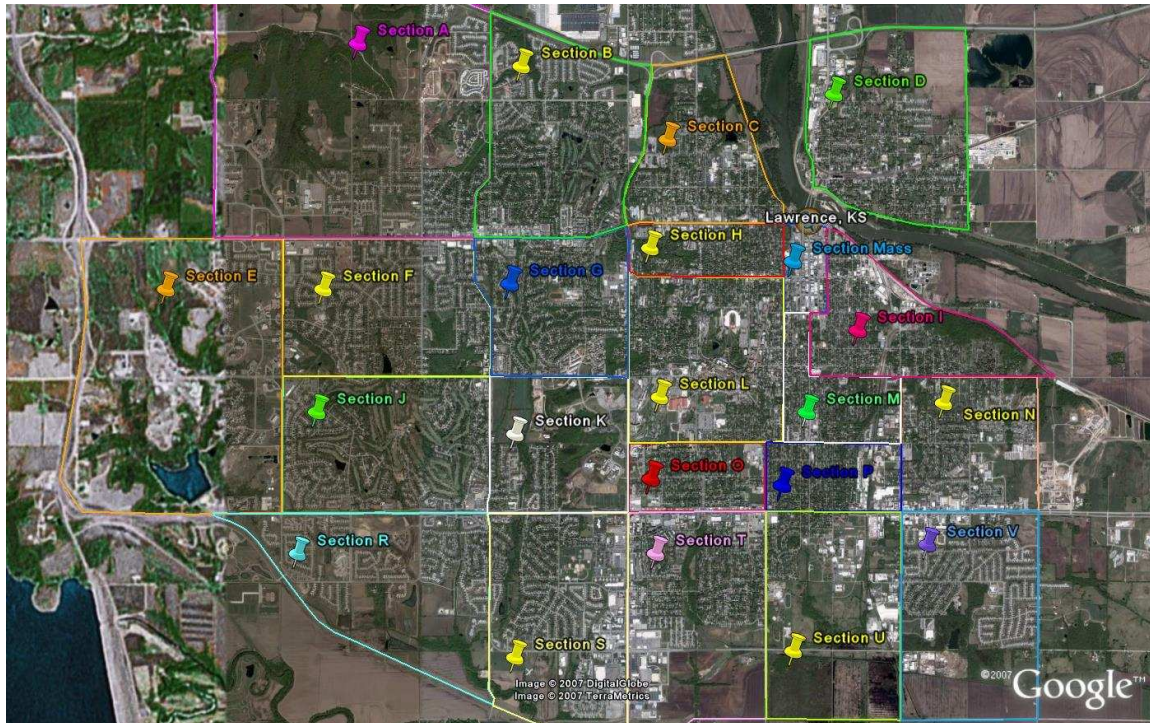 Section A
Section B
Section D
Section C
Lawrence, KS
Section H
Section Mass
Section E
Section F
Section G
Section I
Section J
Section K
Section L
Section M
Section N
Section O
Section P
Section R
Section T
Section V
Section S
Section U
Image © 2007 DigitalGlobe
Image © 2007 TerraMetrics
©2007 Google™